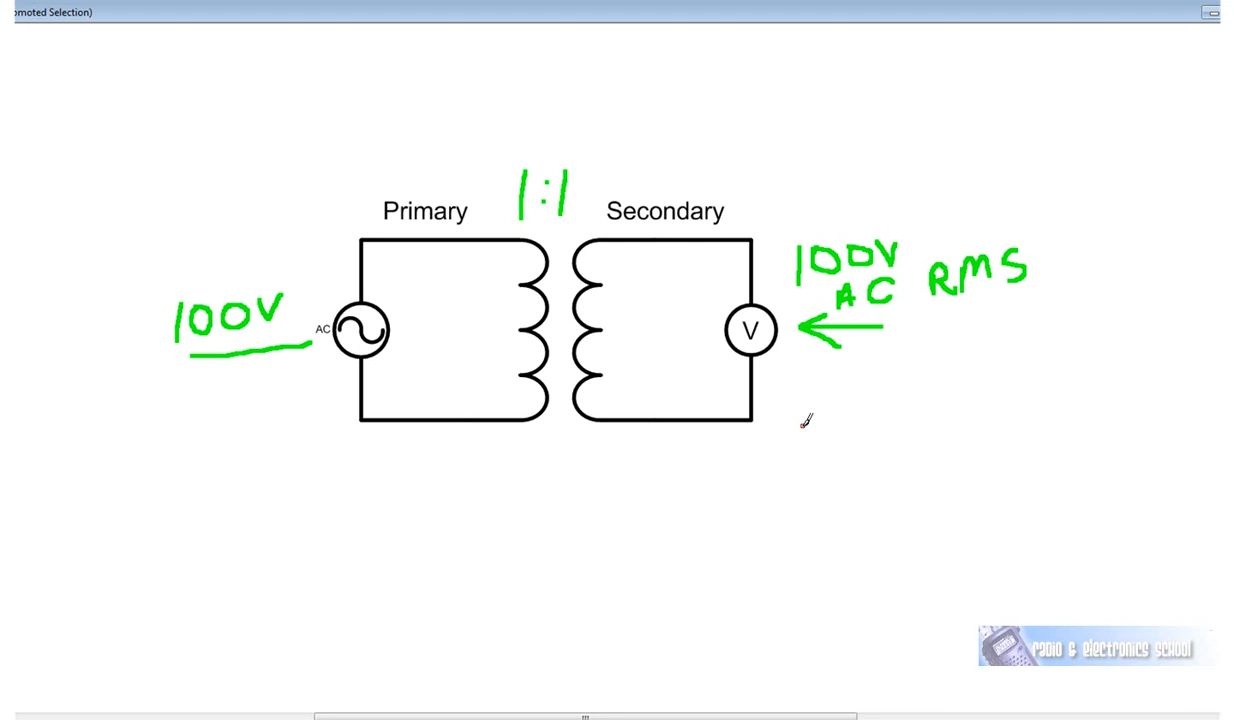 omoted Selection)
1:1
Primary
Secondary
100V
AC RMS
100V
AC
V
radio & electronics school